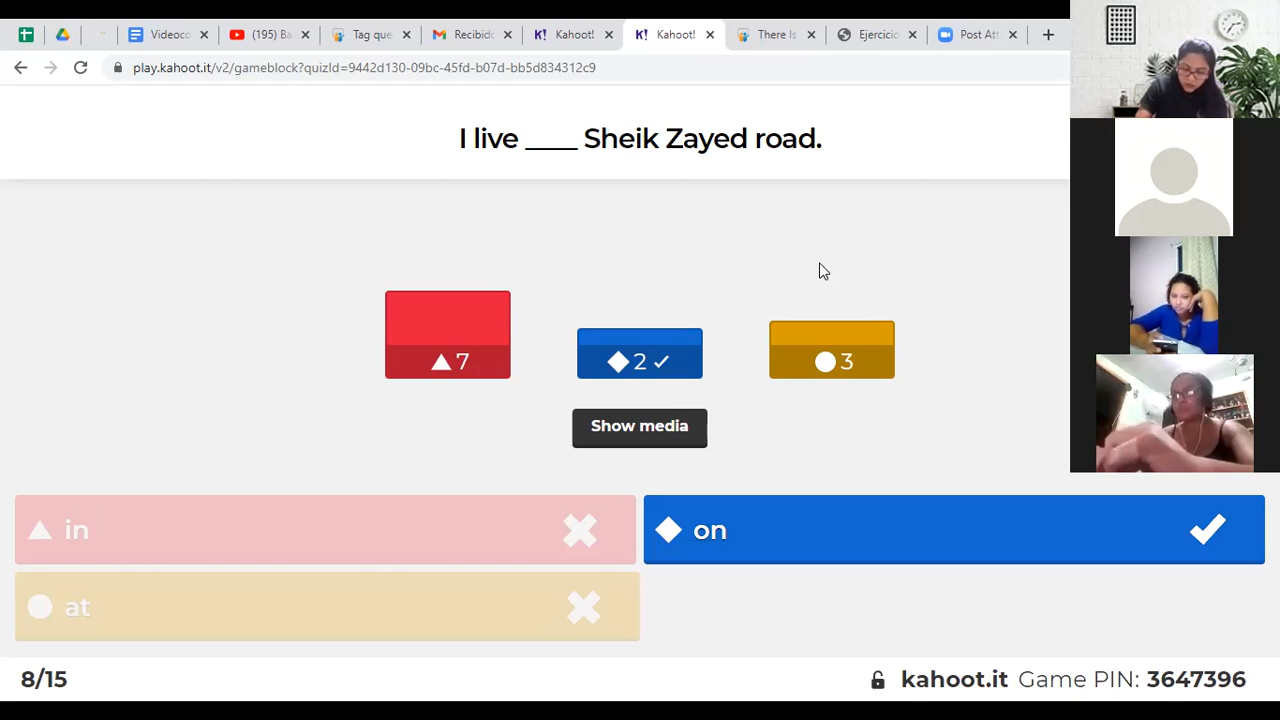 Videoco
(195) Ba
Tag que
Recibido
Kahoot!
Kahoot!
There Is
Ejercicio
Post Att
play.kahoot.it/v2/gameblock?quizId=9442d130-09bc-45fd-b07d-bb5d834312c9
I live ____ Sheik Zayed road.
7
2
3
Show media
in
on
at
8/15
kahoot.it Game PIN: 3647396